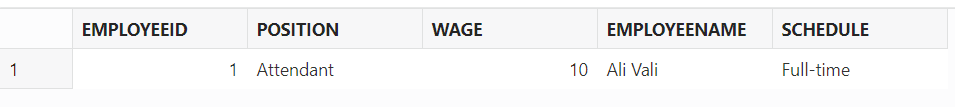 EMPLOYEEID POSITION WAGE EMPLOYEENAME SCHEDULE
1 1 Attendant 10 Ali Vali Full-time